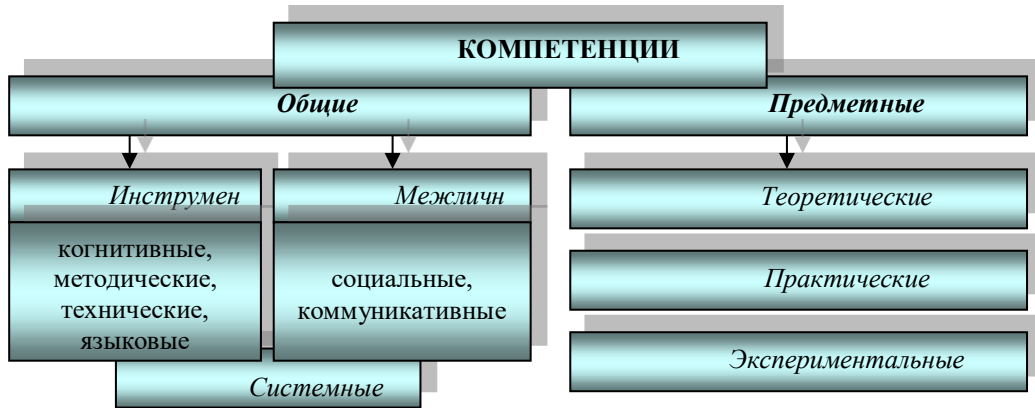 КОМПЕТЕНЦИИ
Общие
Предметные
Инструмен
Межличн
когнитивные,
методические,
технические,
языковые
социальные,
коммуникативные
Системные
Теоретические
Практические
Экспериментальные